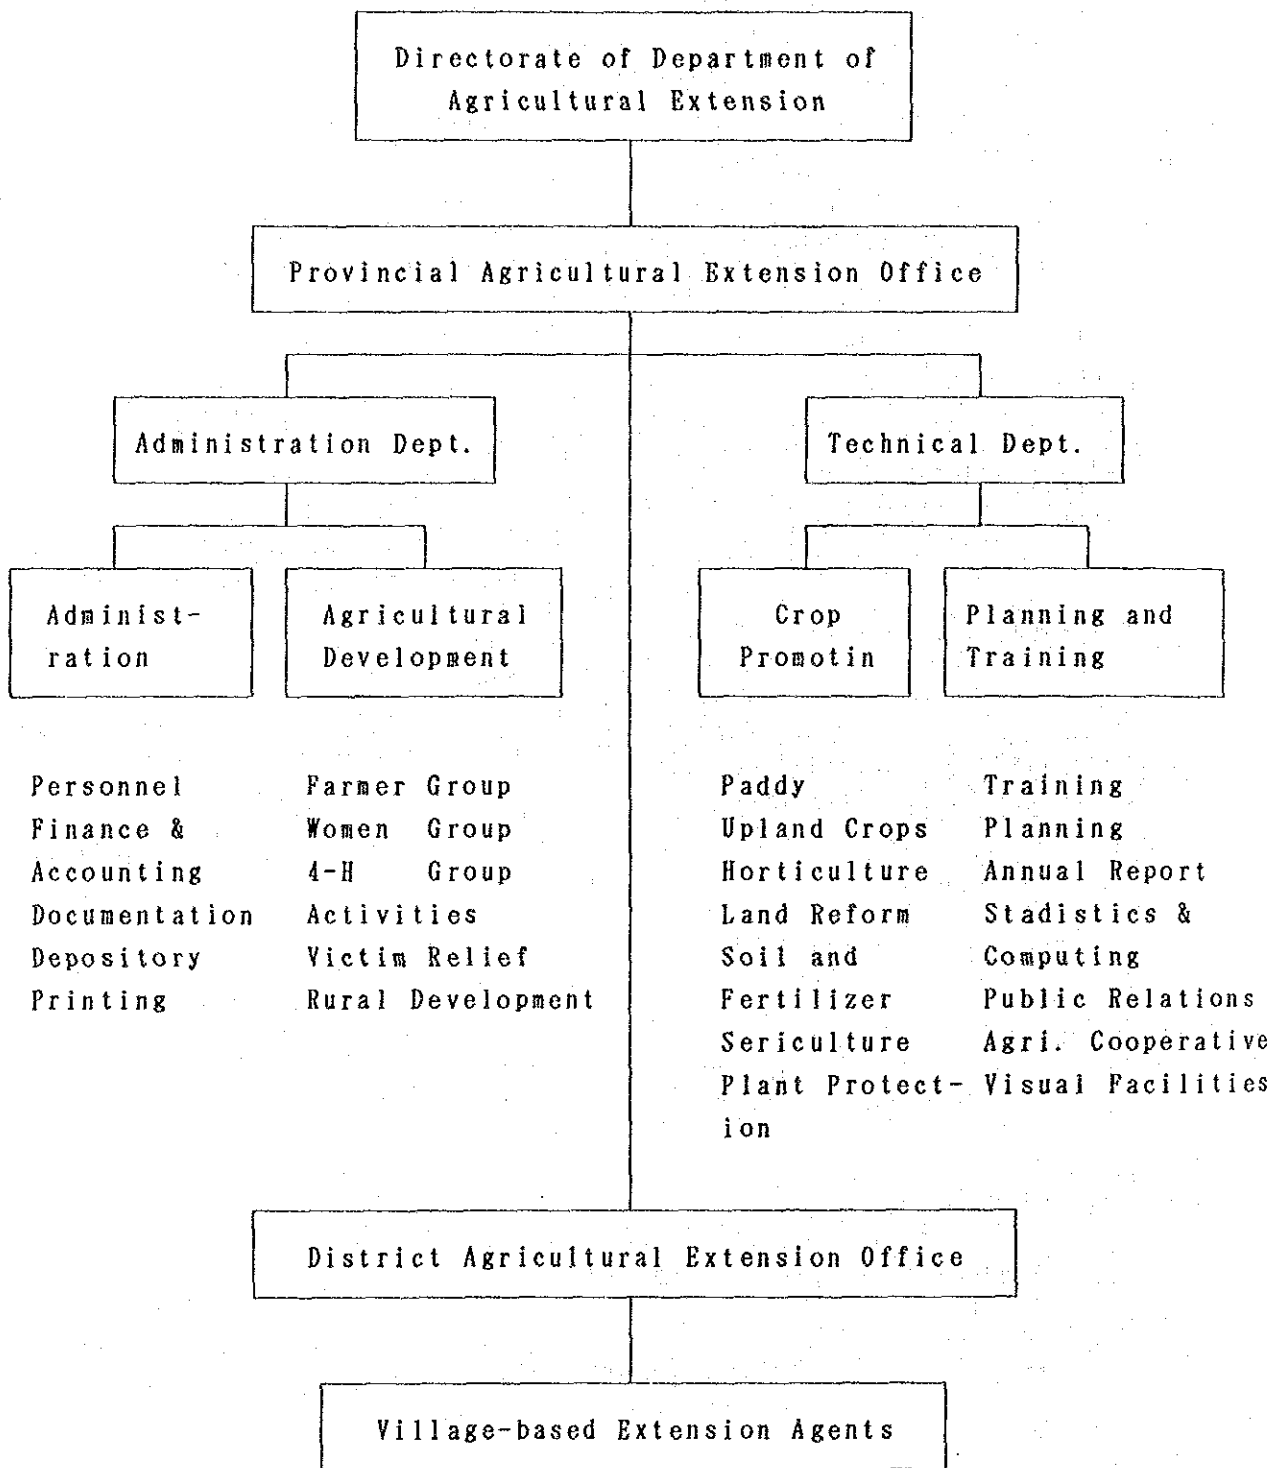 Directorate of Department of
Agricultural Extension
Provincial Agricultural Extension Office
Administration Dept.
Technical Dept.
Administ-
ration
Agricultural
Development
Crop
Promotin
Planning and
Training
Personnel
Finance &
Accounting
Documentation
Depository
Printing
Farmer Group
Women Group
4-H Group
Activities
Victim Relief
Rural Development
Paddy
Upland Crops
Horticulture
Land Reform
Soil and
Fertilizer
Sericulture
Plant Protect-
ion
Training
Planning
Annual Report
Stadistics &
Computing
Public Relations
Agri. Cooperative
Visual Facilities
District Agricultural Extension Office
Village-based Extension Agents